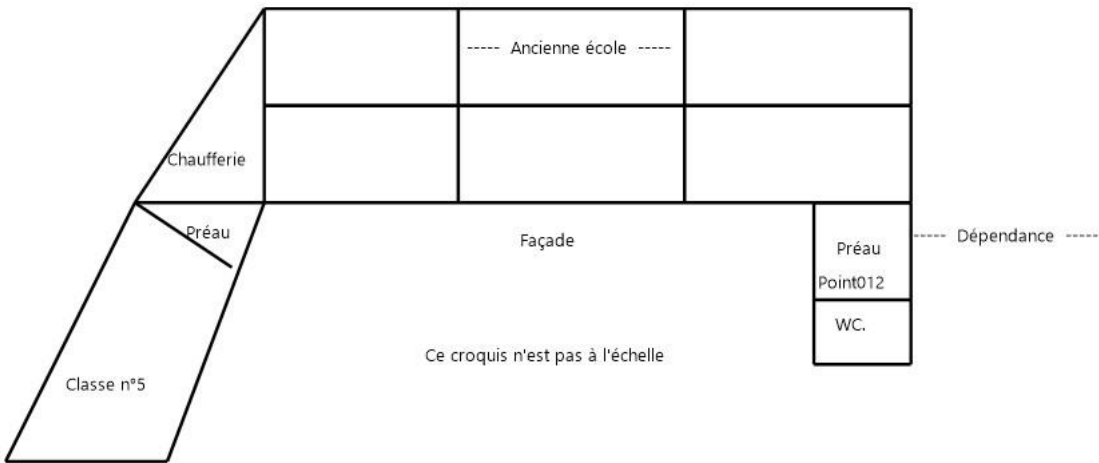 ----- Ancienne école -----
Chaufferie
Préau
Façade
Préau
----- Dépendance -----
Point012
WC.
Ce croquis n'est pas à l'échelle
Classe n°5